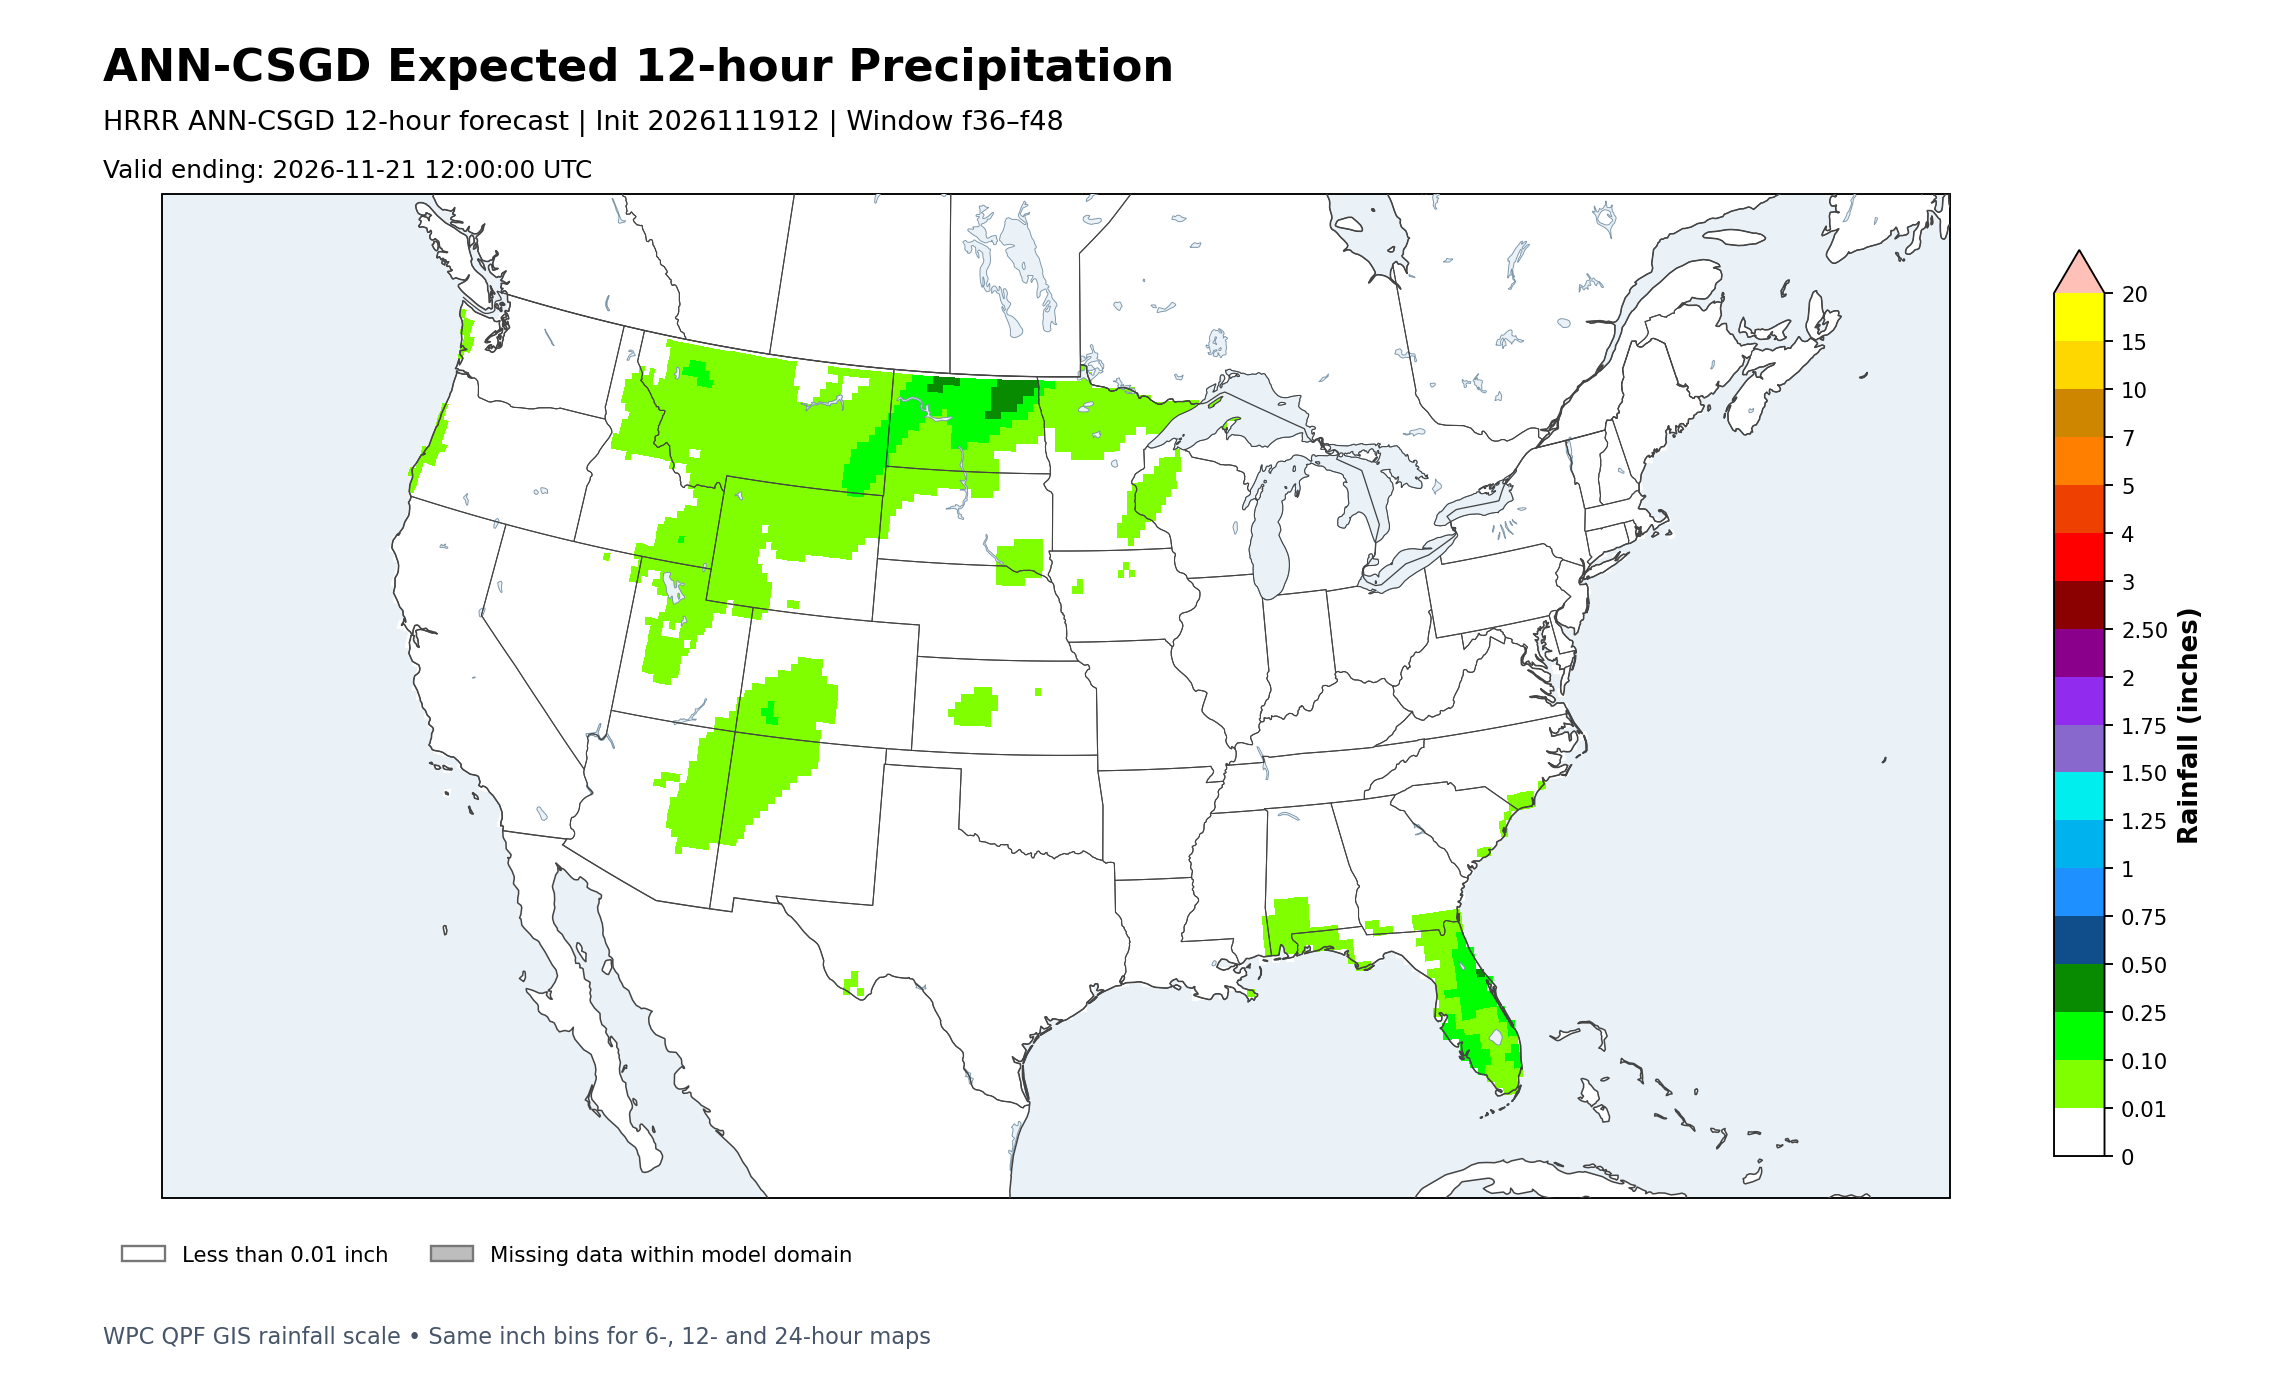 ANN-CSGD Expected 12-hour Precipitation
HRRR ANN-CSGD 12-hour forecast | Init 2026111912 | Window f36–f48
Valid ending: 2026-11-21 12:00:00 UTC
20
15
10
7
5
4
3
2.50
2
1.75
1.50
1.25
1
0.75
0.50
0.25
0.10
0.01
0
Rainfall (inches)
Less than 0.01 inch
Missing data within model domain
WPC QPF GIS rainfall scale • Same inch bins for 6-, 12- and 24-hour maps